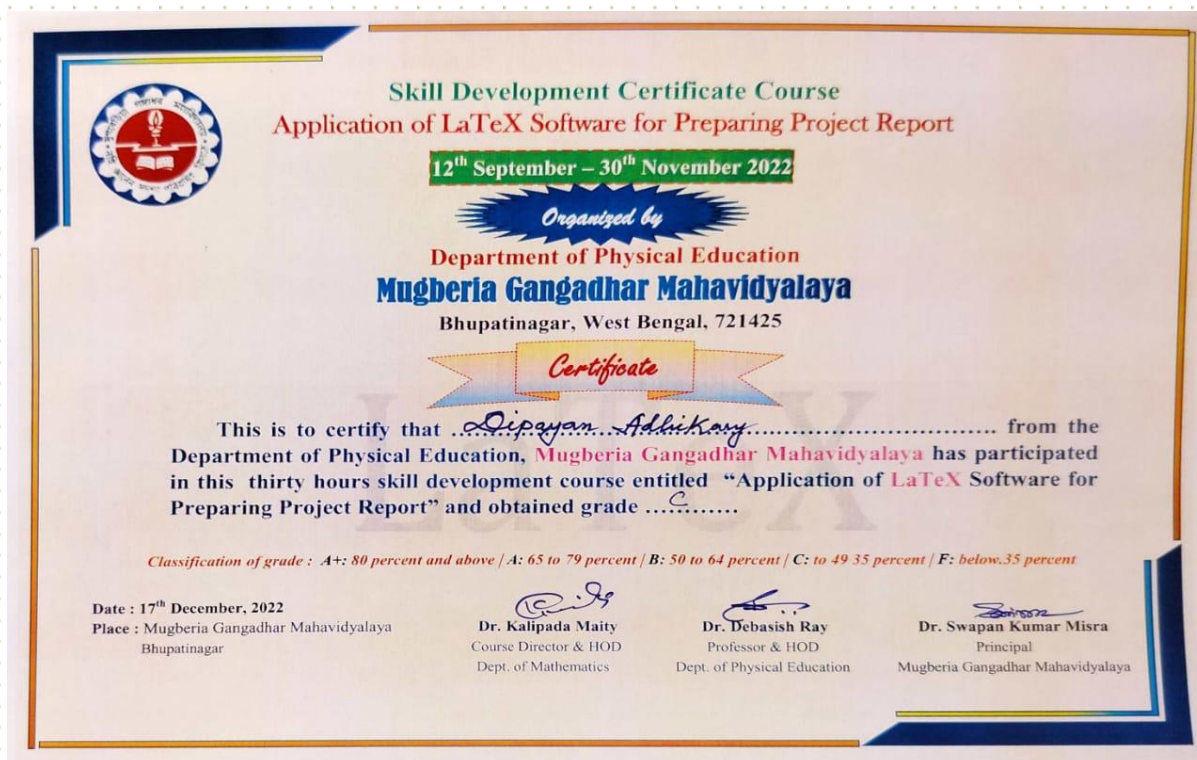 Skill Development Certificate Course
Application of LaTeX Software for Preparing Project Report
12th September – 30th November 2022
Organized by
Department of Physical Education
Mugberia Gangadhar Mahavidyalaya
Bhupatinagar, West Bengal, 721425
Certificate
LaTeX
This is to certify that ...Dipayan Adhikary................................. from the
Department of Physical Education, Mugberia Gangadhar Mahavidyalaya has participated
in this thirty hours skill development course entitled “Application of LaTeX Software for
Preparing Project Report” and obtained grade ....C.......
Classification of grade : A+: 80 percent and above / A: 65 to 79 percent / B: 50 to 64 percent / C: to 49 35 percent / F: below.35 percent
Date : 17th December, 2022
Place : Mugberia Gangadhar Mahavidyalaya
Bhupatinagar
Dr. Kalipada Maity
Course Director & HOD
Dept. of Mathematics
Dr. Debasish Ray
Professor & HOD
Dept. of Physical Education
Dr. Swapan Kumar Misra
Principal
Mugberia Gangadhar Mahavidyalaya